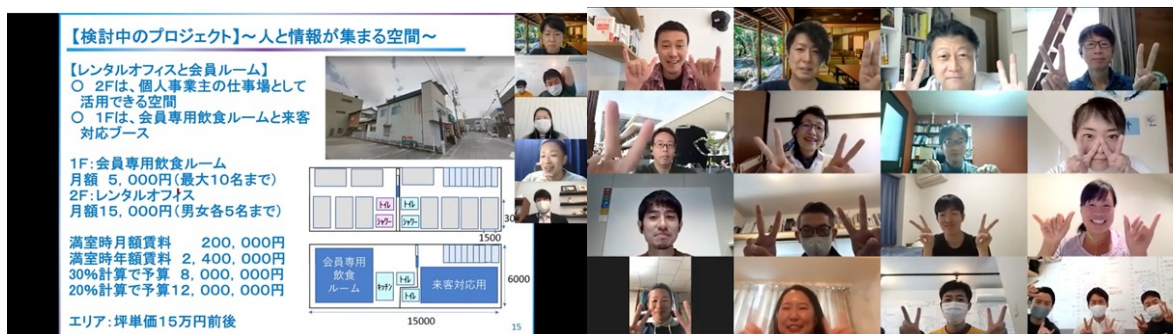 【検討中のプロジェクト】~人と情報が集まる空間~
【レンタルオフィスと会員ルーム】
○ 2Fは、個人事業主の仕事場として
活用できる空間
○ 1Fは、会員専用飲食ルームと来客
対応ブース
1F:会員専用飲食ルーム
月額 5,000円(最大10名まで)
2F:レンタルオフィス
月額15,000円(男女各5名まで)
満室時月額賃料 200,000円
満室時年額賃料 2,400,000円
30%計算で予算 8,000,000円
20%計算で予算12,000,000円
エリア:坪単価15万円前後
トイレ
トイレ
シャワー
シャワー
30
1500
会員専用
飲食
ルーム
キッチン
トイレ
トイレ
来客対応用
6000
15000
15